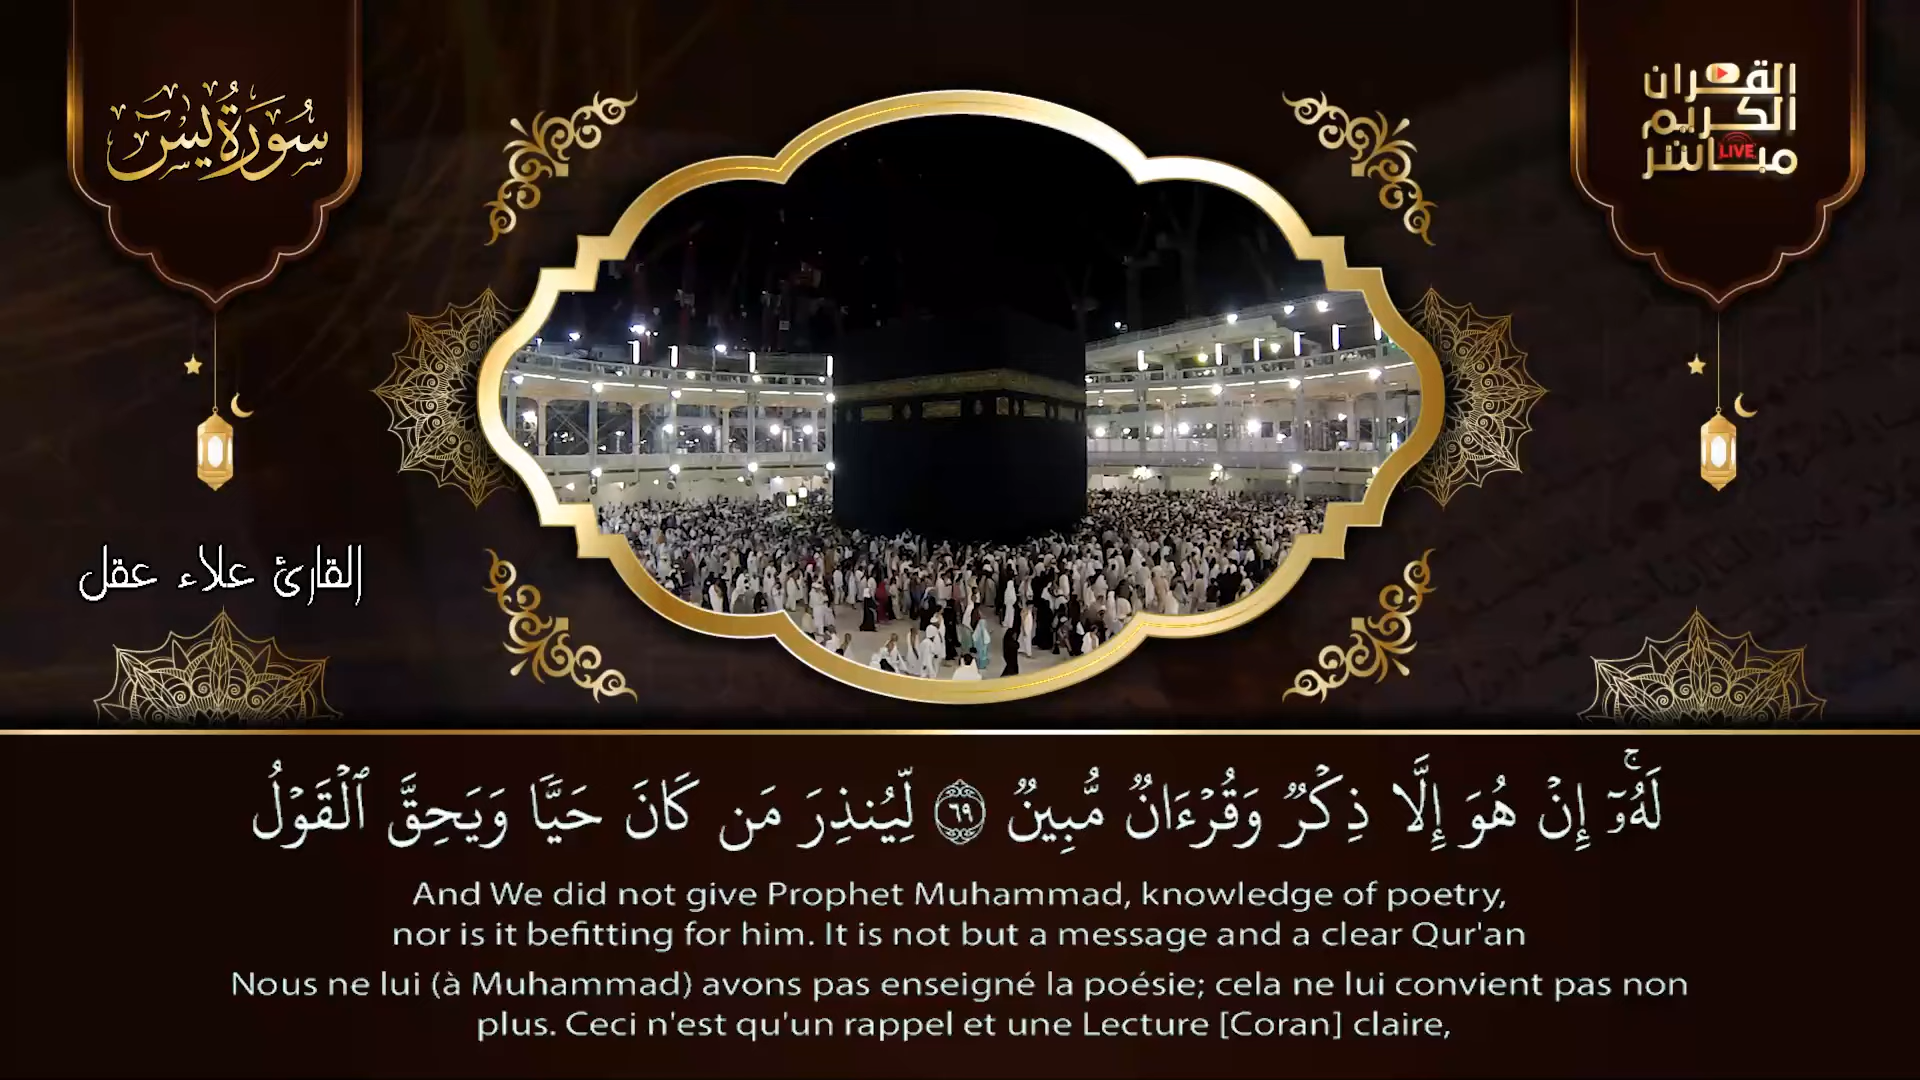 سُورَةُ يس
القرآن
الكريم
مباشر
LIVE
القارئ علاء عقل
لَهُۥٓۚ إِنۡ هُوَ إِلَّا ذِكۡرٞ وَقُرۡءَانٞ مُّبِينٞ ٦٩ لِّيُنذِرَ مَن كَانَ حَيّٗا وَيَحِقَّ ٱلۡقَوۡلُ
And We did not give Prophet Muhammad, knowledge of poetry,
nor is it befitting for him. It is not but a message and a clear Qur'an
Nous ne lui (à Muhammad) avons pas enseigné la poésie; cela ne lui convient pas non
plus. Ceci n'est qu'un rappel et une Lecture [Coran] claire,